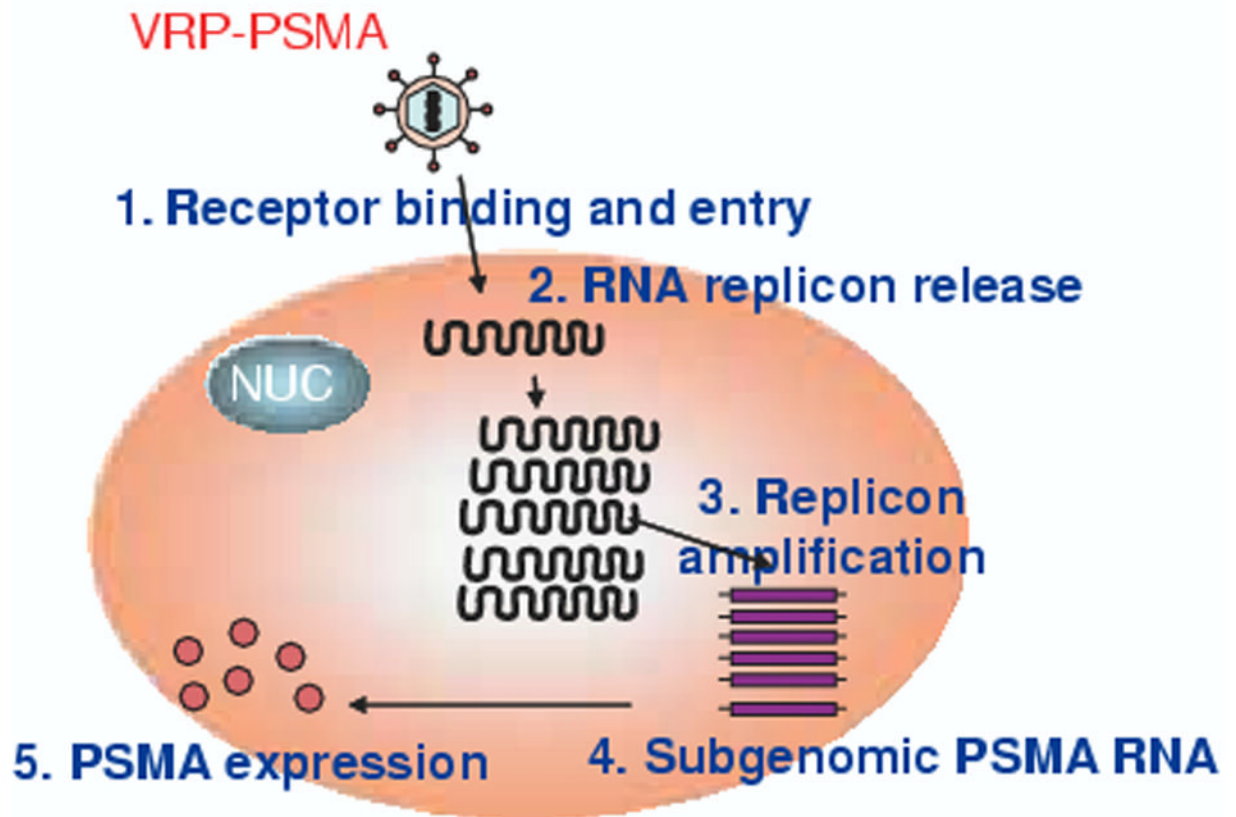 VRP-PSMA
1. Receptor binding and entry
2. RNA replicon release
NUC
3. Replicon
amplification
5. PSMA expression
4. Subgenomic PSMA RNA